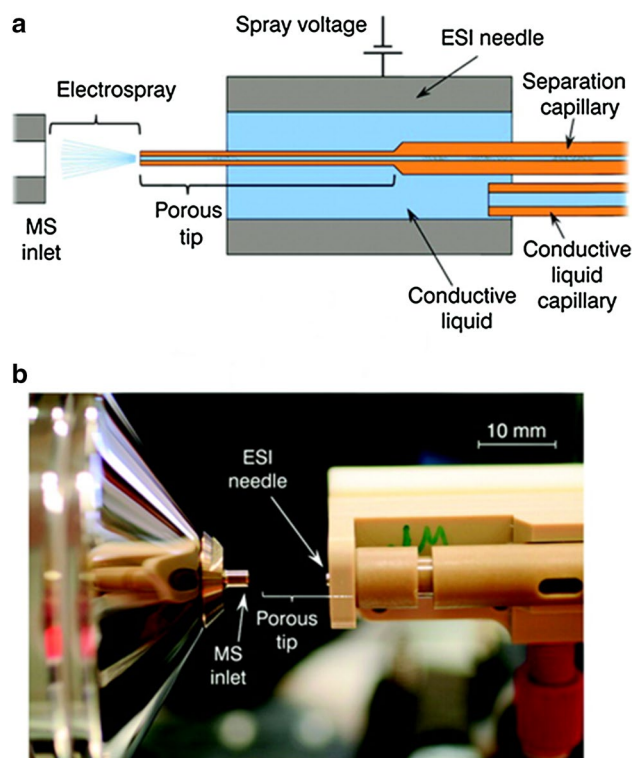 a
Spray voltage
ESI needle
Electrospray
Separation
capillary
MS
inlet
Porous
tip
Conductive
liquid
Conductive
liquid
capillary
b
10 mm
ESI
needle
Porous
tip
MS
inlet